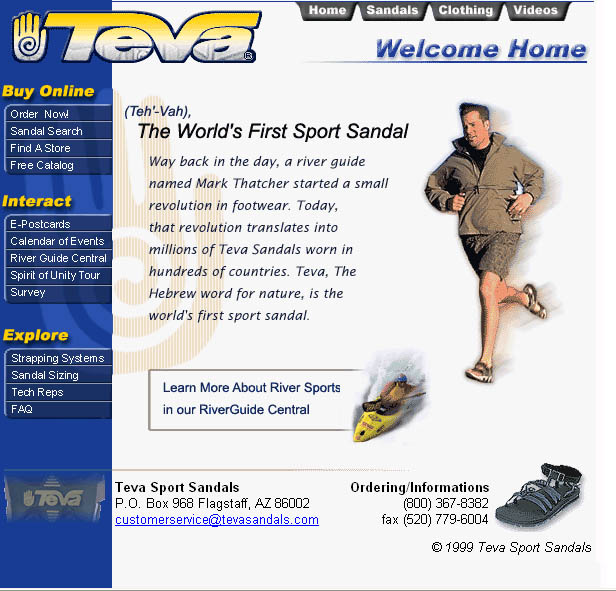 Home Sandals Clothing Videos
TEVA®
Welcome Home
Buy Online
Order Now!
Sandal Search
Find A Store
Free Catalog
Interact
E-Postcards
Calendar of Events
River Guide Central
Spirit of Unity Tour
Survey
Explore
Strapping Systems
Sandal Sizing
Tech Reps
FAQ
(Teh'-Vah),
The World's First Sport Sandal
Way back in the day, a river guide
named Mark Thatcher started a small
revolution in footwear. Today,
that revolution translates into
millions of Teva Sandals worn in
hundreds of countries. Teva, The
Hebrew word for nature, is the
world's first sport sandal.
Learn More About River Sports
in our RiverGuide Central
TEVA
Teva Sport Sandals
P.O. Box 968 Flagstaff, AZ 86002
customerservice@tevasandals.com
Ordering/Informations
(800) 367-8382
fax (520) 779-6004
© 1999 Teva Sport Sandals